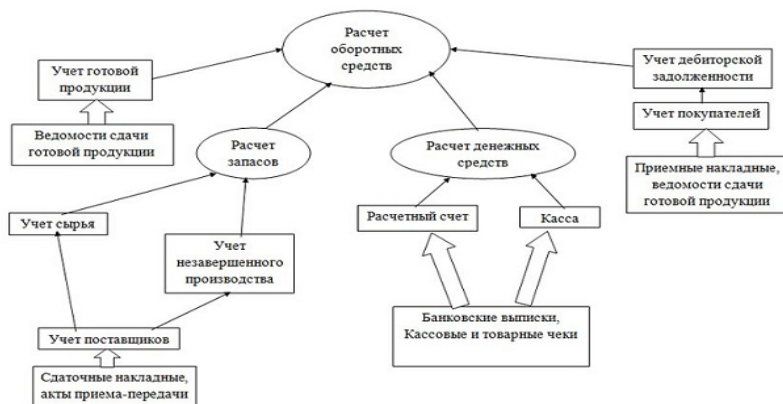 Расчет
оборотных
средств
Учет готовой
продукции
Учет дебиторской
задолженности
Ведомости сдачи
готовой продукции
Учет покупателей
Расчет
запасов
Расчет денежных
средств
Приемные накладные,
ведомости сдачи
готовой продукции
Учет сырья
Расчетный счет
Касса
Учет
незавершенного
производства
Банковские выписки,
Кассовые и товарные чеки
Учет поставщиков
Сдаточные накладные,
акты приема-передачи